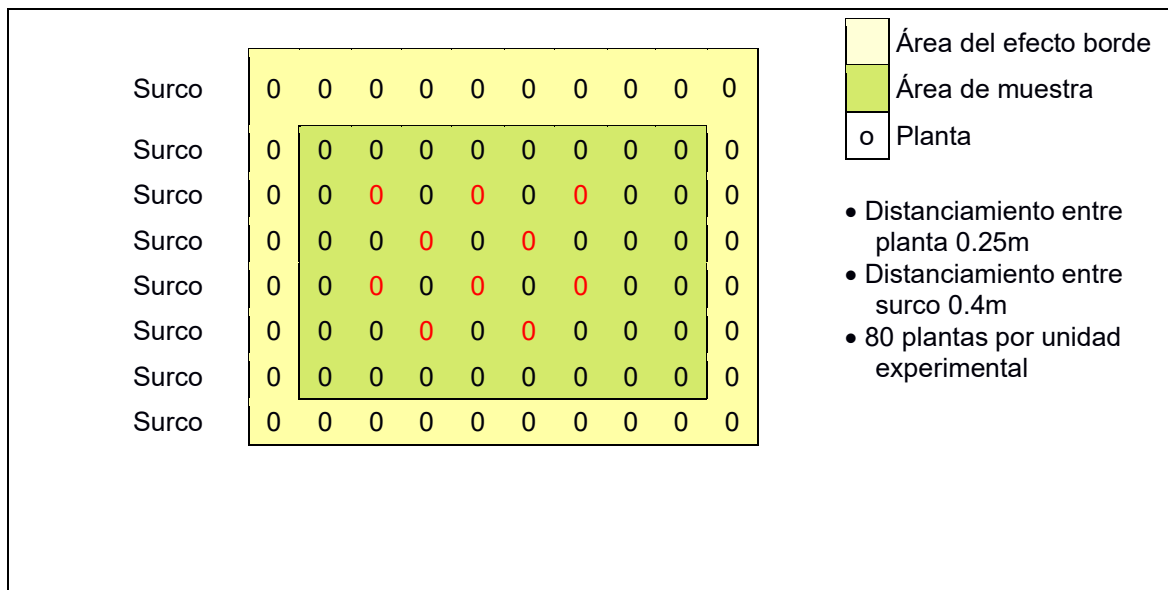 Área del efecto borde
Surco 0 0 0 0 0 0 0 0 0 0
Área de muestra
o Planta
Surco 0 0 0 0 0 0 0 0 0 0
Surco 0 0 0 0 0 0 0 0 0 0
Surco 0 0 0 0 0 0 0 0 0 0
Surco 0 0 0 0 0 0 0 0 0 0
Surco 0 0 0 0 0 0 0 0 0 0
Surco 0 0 0 0 0 0 0 0 0 0
Surco 0 0 0 0 0 0 0 0 0 0
• Distanciamiento entre
planta 0.25m
• Distanciamiento entre
surco 0.4m
• 80 plantas por unidad
experimental